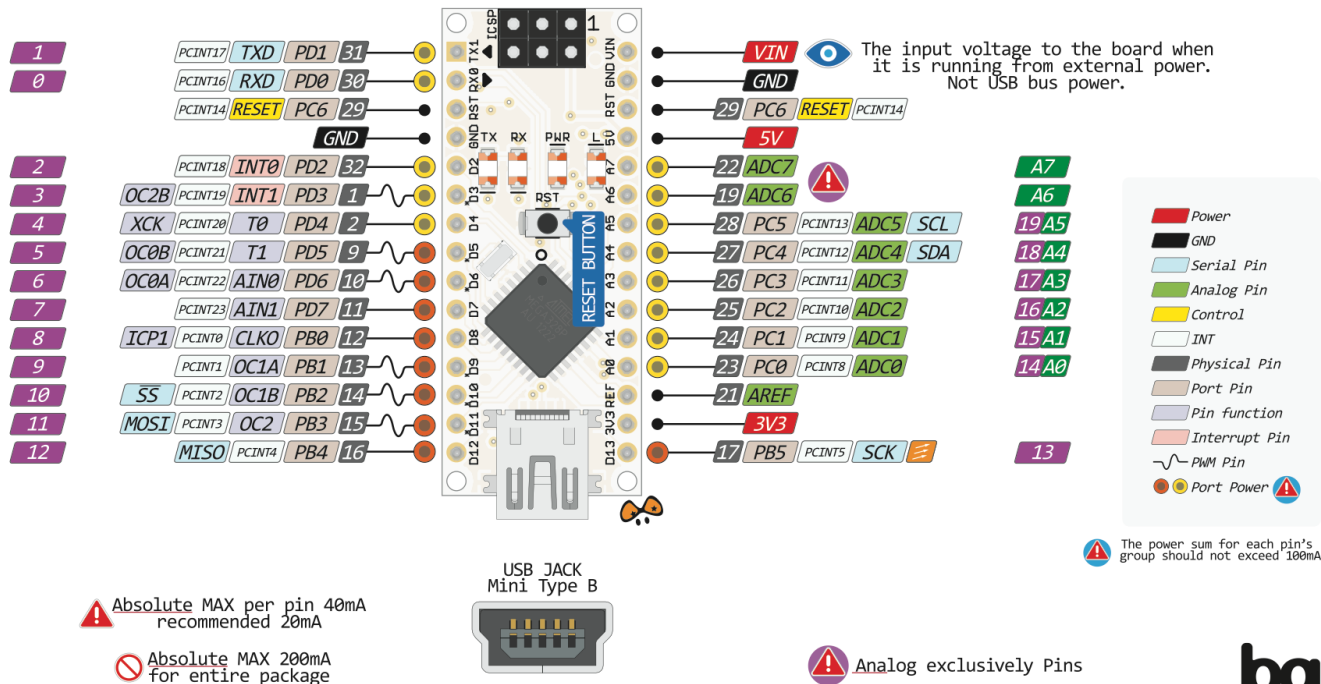 ICSP 1
1 PCINT17 TXD PD1 31 TX1 VIN VIN The input voltage to the board when
it is running from external power.
Not USB bus power.
0 PCINT16 RXD PD0 30 RX0 GND GND
PCINT14 RESET PC6 29 RST RST 29 PC6 RESET PCINT14
GND GND 5V 5V
TX RX PWR L
2 PCINT18 INT0 PD2 32 D2 A7 22 ADC7 A7
3 OC2B PCINT19 INT1 PD3 1 D3 A6 19 ADC6 A6
RST
4 XCK PCINT20 T0 PD4 2 D4 A5 28 PC5 PCINT13 ADC5 SCL 19 A5
5 OC0B PCINT21 T1 PD5 9 D5 A4 27 PC4 PCINT12 ADC4 SDA 18 A4
6 OC0A PCINT22 AIN0 PD6 10 D6 A3 26 PC3 PCINT11 ADC3 17 A3
RESET BUTTON
7 PCINT23 AIN1 PD7 11 D7 A2 25 PC2 PCINT10 ADC2 16 A2
8 ICP1 PCINT0 CLKO PB0 12 D8 A1 24 PC1 PCINT9 ADC1 15 A1
9 PCINT1 OC1A PB1 13 D9 A0 23 PC0 PCINT8 ADC0 14 A0
10 SS PCINT2 OC1B PB2 14 D10 REF 21 AREF
11 MOSI PCINT3 OC2 PB3 15 D11 3V3 3V3
12 MISO PCINT4 PB4 16 D12 D13 17 PB5 PCINT5 SCK 13
Power
GND
Serial Pin
Analog Pin
Control
INT
Physical Pin
Port Pin
Pin function
Interrupt Pin
PWM Pin
Port Power
The power sum for each pin's
group should not exceed 100mA
USB JACK
Mini Type B
Absolute MAX per pin 40mA
recommended 20mA
Absolute MAX 200mA
for entire package
Analog exclusively Pins